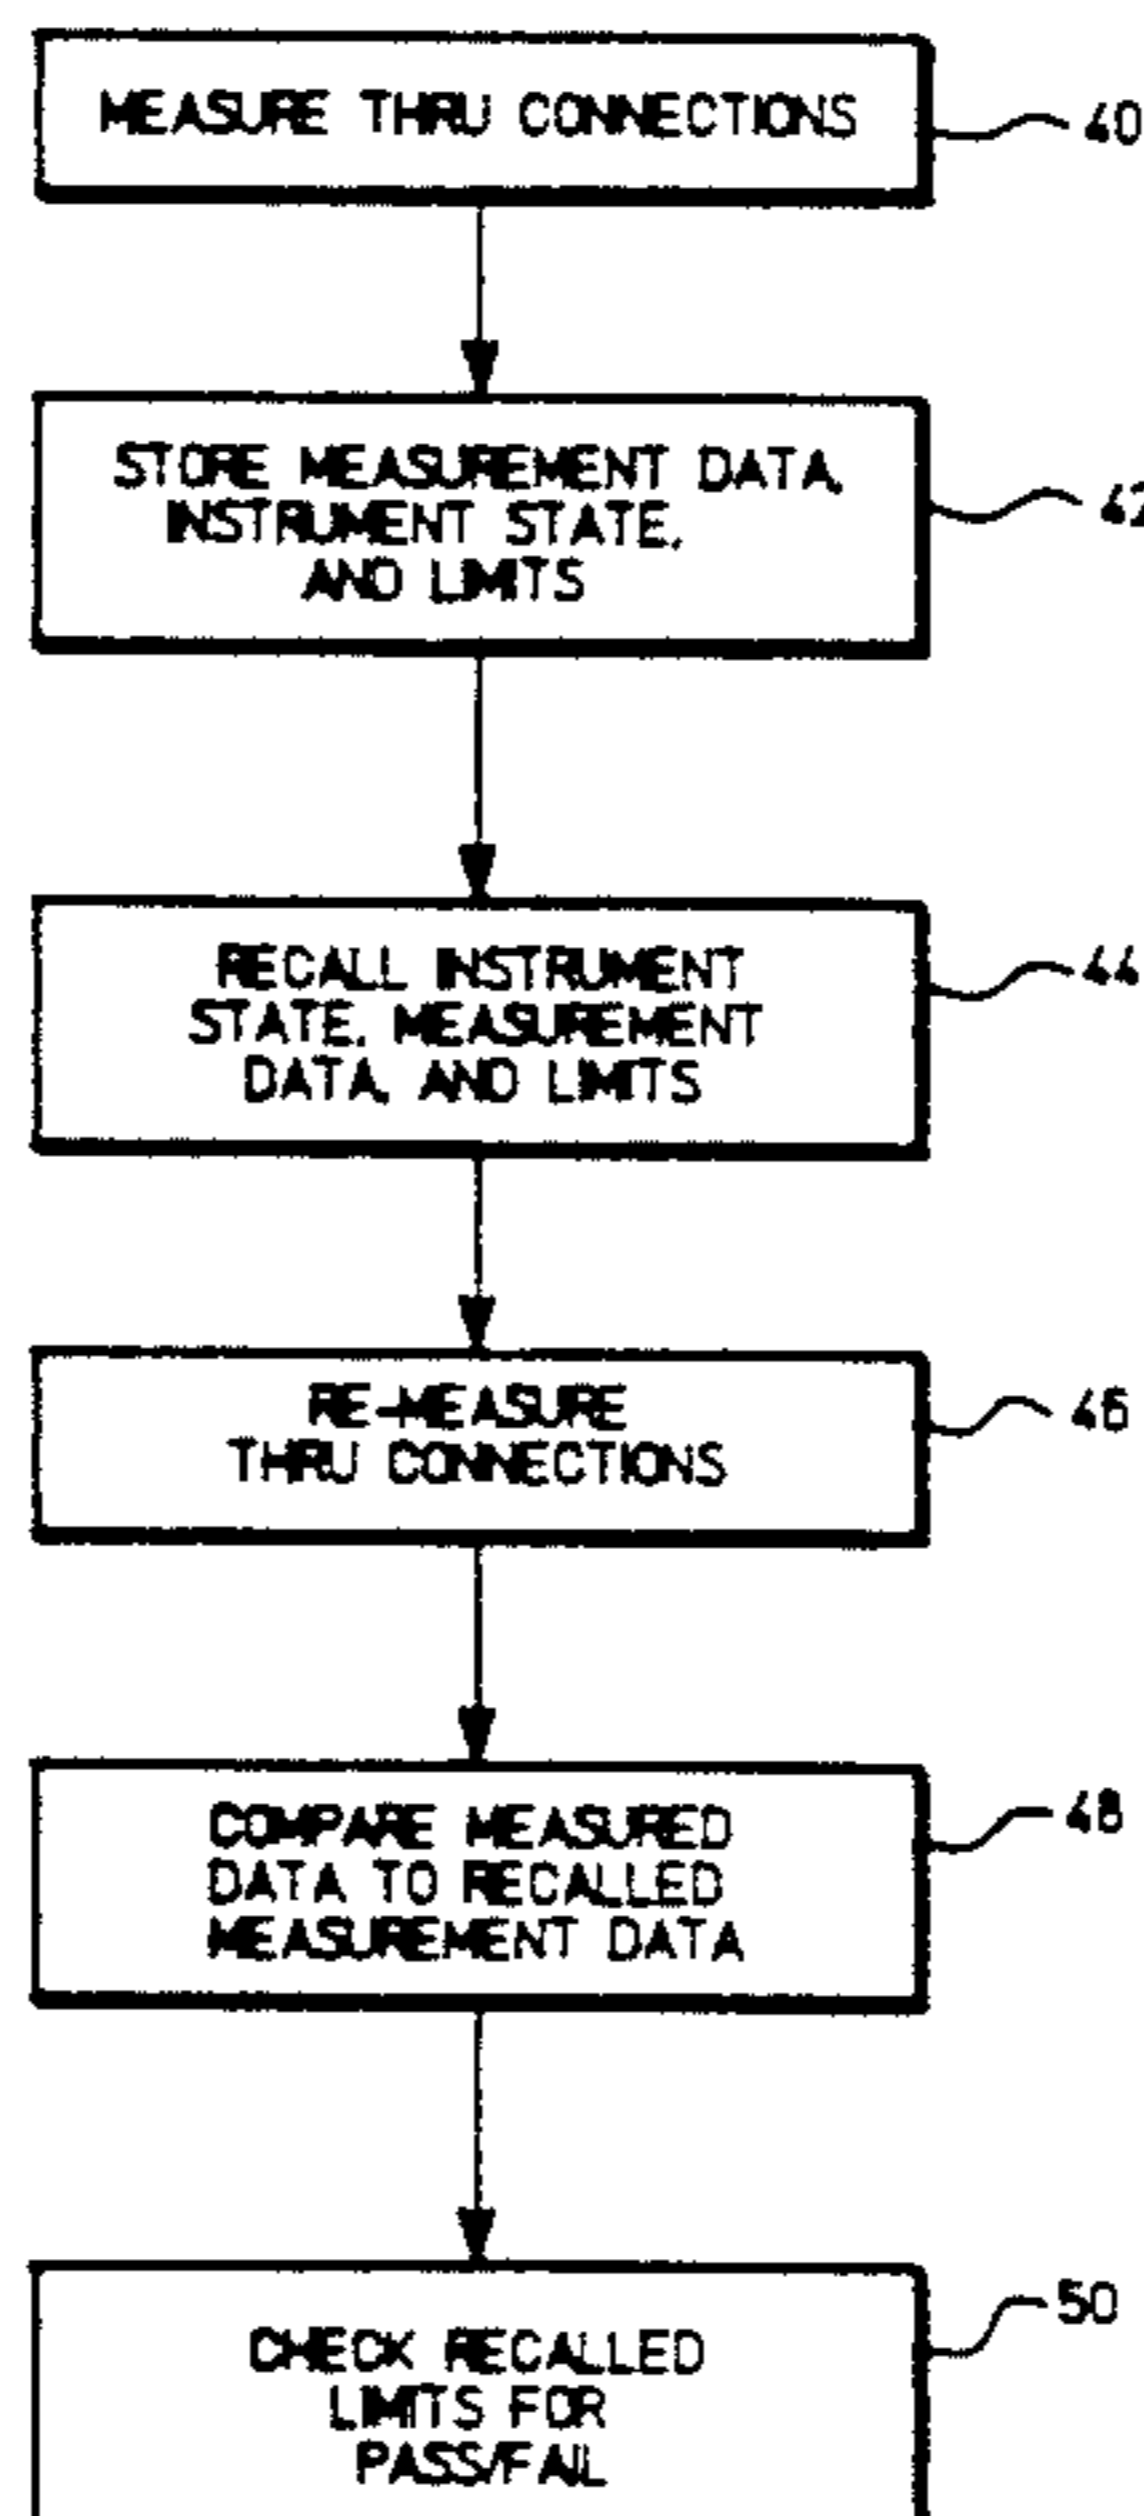 MEASURE THRU CONNECTIONS
40
STORE MEASUREMENT DATA,
INSTRUMENT STATE,
AND LIMITS
42
RECALL INSTRUMENT
STATE, MEASUREMENT
DATA, AND LIMITS
44
RE-MEASURE
THRU CONNECTIONS
46
COMPARE MEASURED
DATA TO RECALLED
MEASUREMENT DATA
48
CHECK RECALLED
LIMITS FOR
PASS/FAIL
50